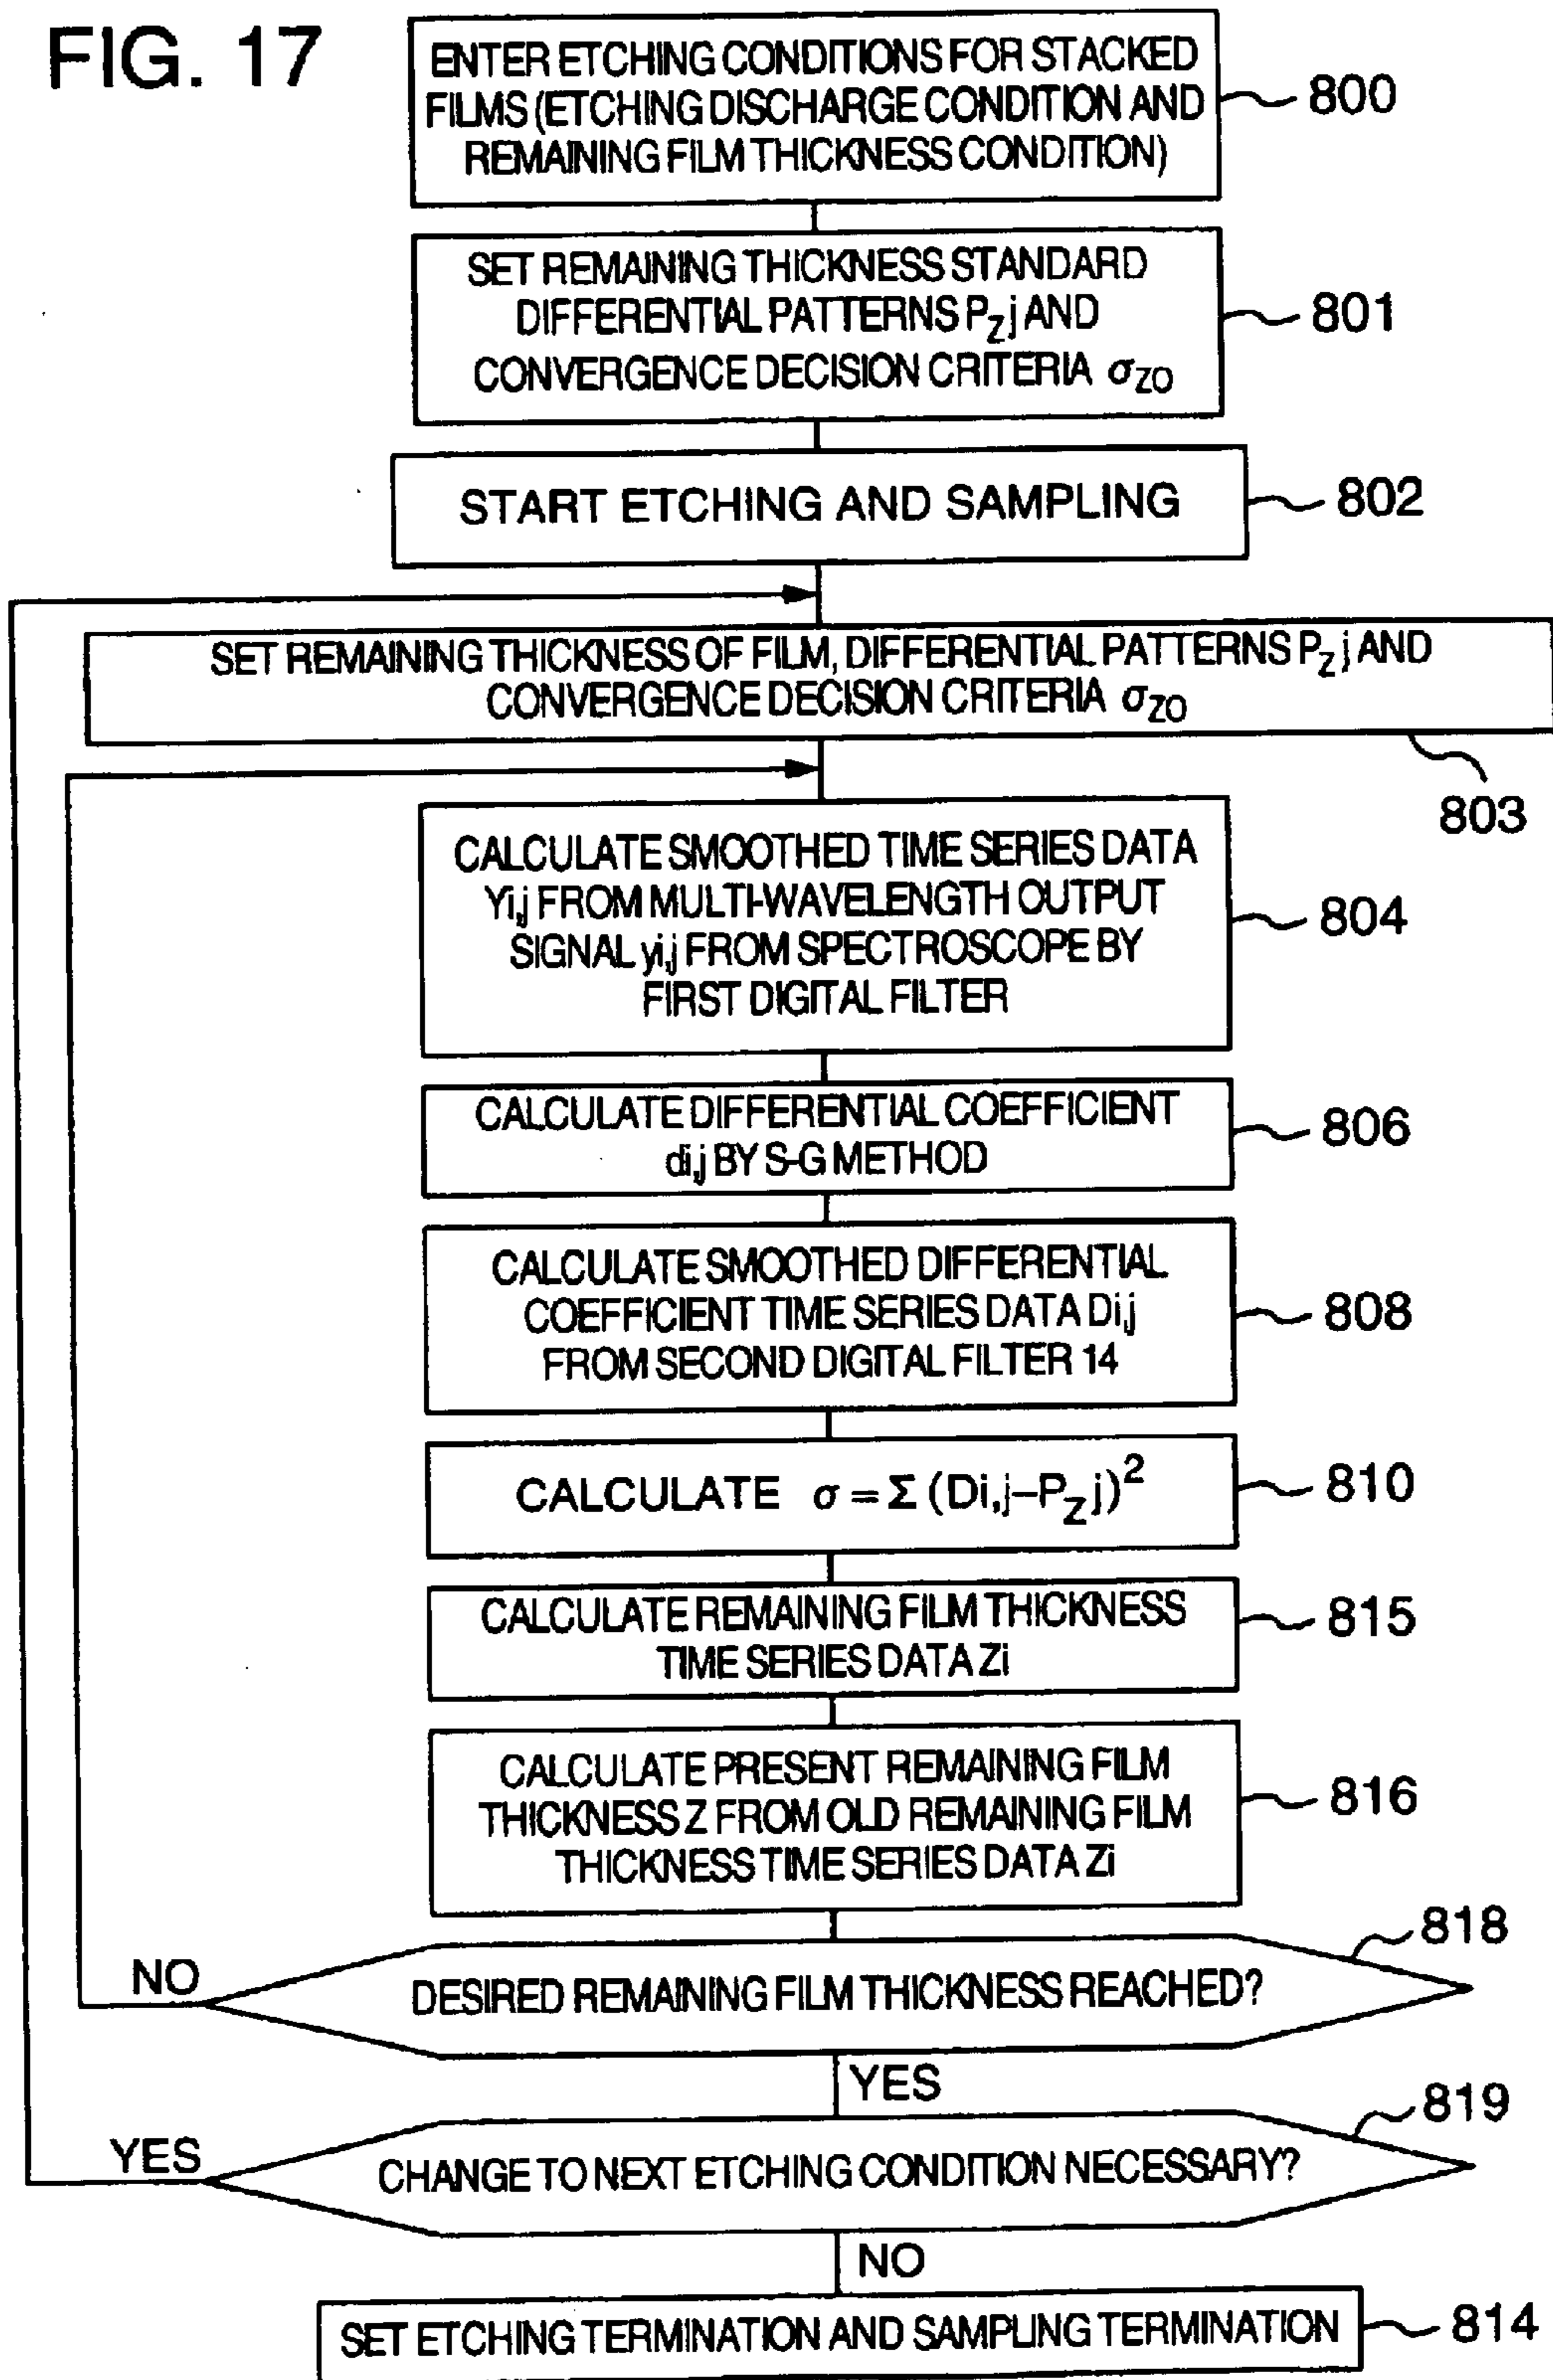 FIG. 17
ENTER ETCHING CONDITIONS FOR STACKED
FILMS (ETCHING DISCHARGE CONDITION AND
REMAINING FILM THICKNESS CONDITION)
800
SET REMAINING THICKNESS STANDARD
DIFFERENTIAL PATTERNS PZj AND
CONVERGENCE DECISION CRITERIA σZO
801
START ETCHING AND SAMPLING
802
SET REMAINING THICKNESS OF FILM, DIFFERENTIAL PATTERNS PZj AND
CONVERGENCE DECISION CRITERIA σZO
803
CALCULATE SMOOTHED TIME SERIES DATA
Yi,j FROM MULTI-WAVELENGTH OUTPUT
SIGNAL yi,j FROM SPECTROSCOPE BY
FIRST DIGITAL FILTER
804
CALCULATE DIFFERENTIAL COEFFICIENT
di,j BY S-G METHOD
806
CALCULATE SMOOTHED DIFFERENTIAL
COEFFICIENT TIME SERIES DATA Di,j
FROM SECOND DIGITAL FILTER 14
808
CALCULATE σ = Σ (Di,j–PZj)²
810
CALCULATE REMAINING FILM THICKNESS
TIME SERIES DATA Zi
815
CALCULATE PRESENT REMAINING FILM
THICKNESS Z FROM OLD REMAINING FILM
THICKNESS TIME SERIES DATA Zi
816
818
NO
DESIRED REMAINING FILM THICKNESS REACHED?
YES
819
YES
CHANGE TO NEXT ETCHING CONDITION NECESSARY?
NO
SET ETCHING TERMINATION AND SAMPLING TERMINATION
814